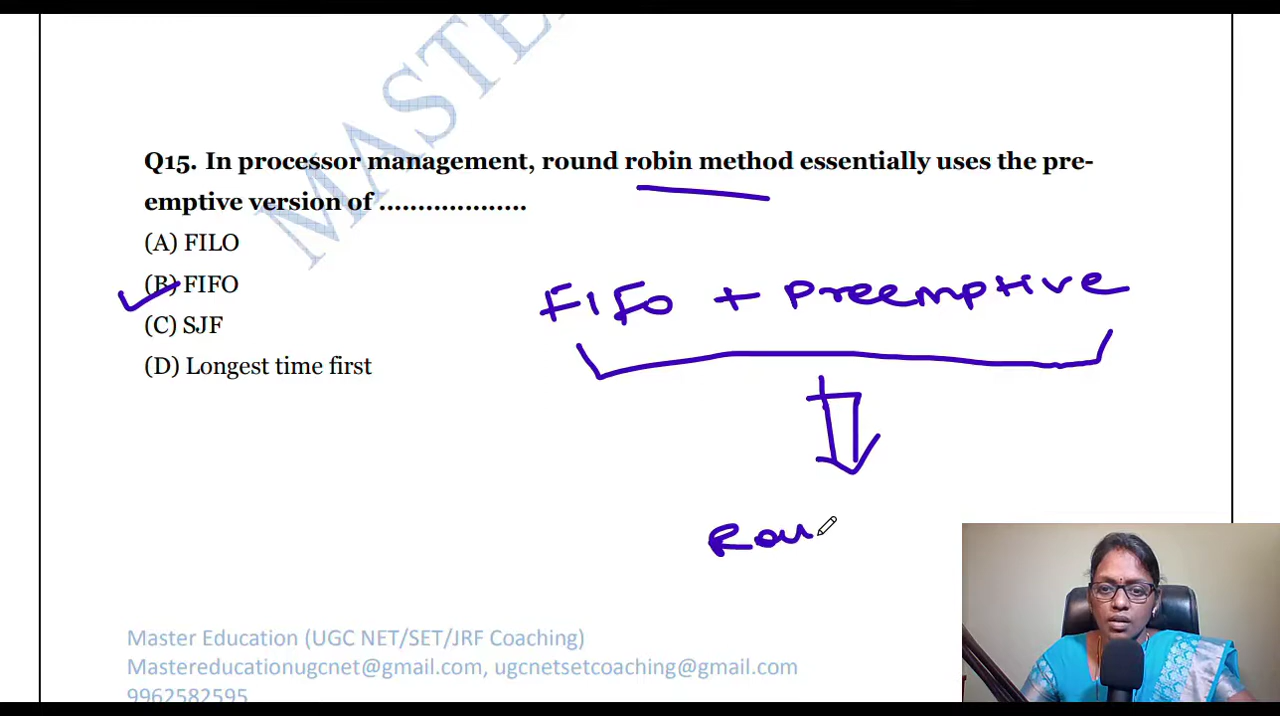 MASTE
Q15. In processor management, round robin method essentially uses the pre-
emptive version of ...................
(A) FILO
(B) FIFO
(C) SJF
(D) Longest time first
FIFO + Preemptive
Rou
Master Education (UGC NET/SET/JRF Coaching)
Mastereducationugcnet@gmail.com, ugcnetsetcoaching@gmail.com
9962582595